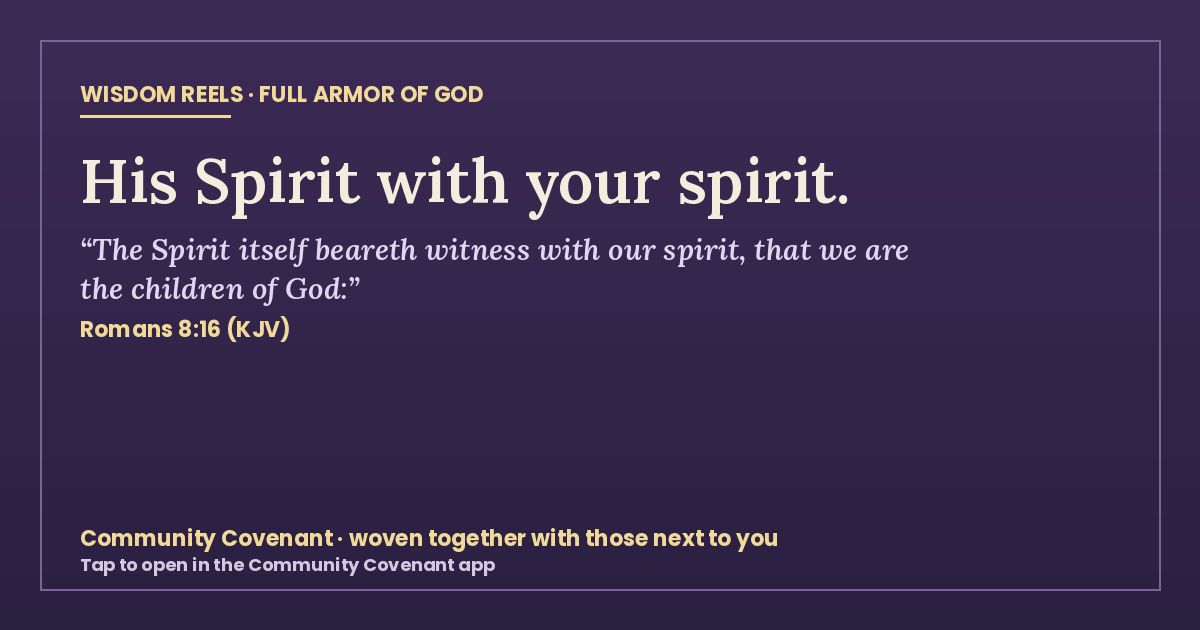 WISDOM REELS · FULL ARMOR OF GOD
His Spirit with your spirit.
“The Spirit itself beareth witness with our spirit, that we are
the children of God:”
Romans 8:16 (KJV)
Community Covenant · woven together with those next to you
Tap to open in the Community Covenant app